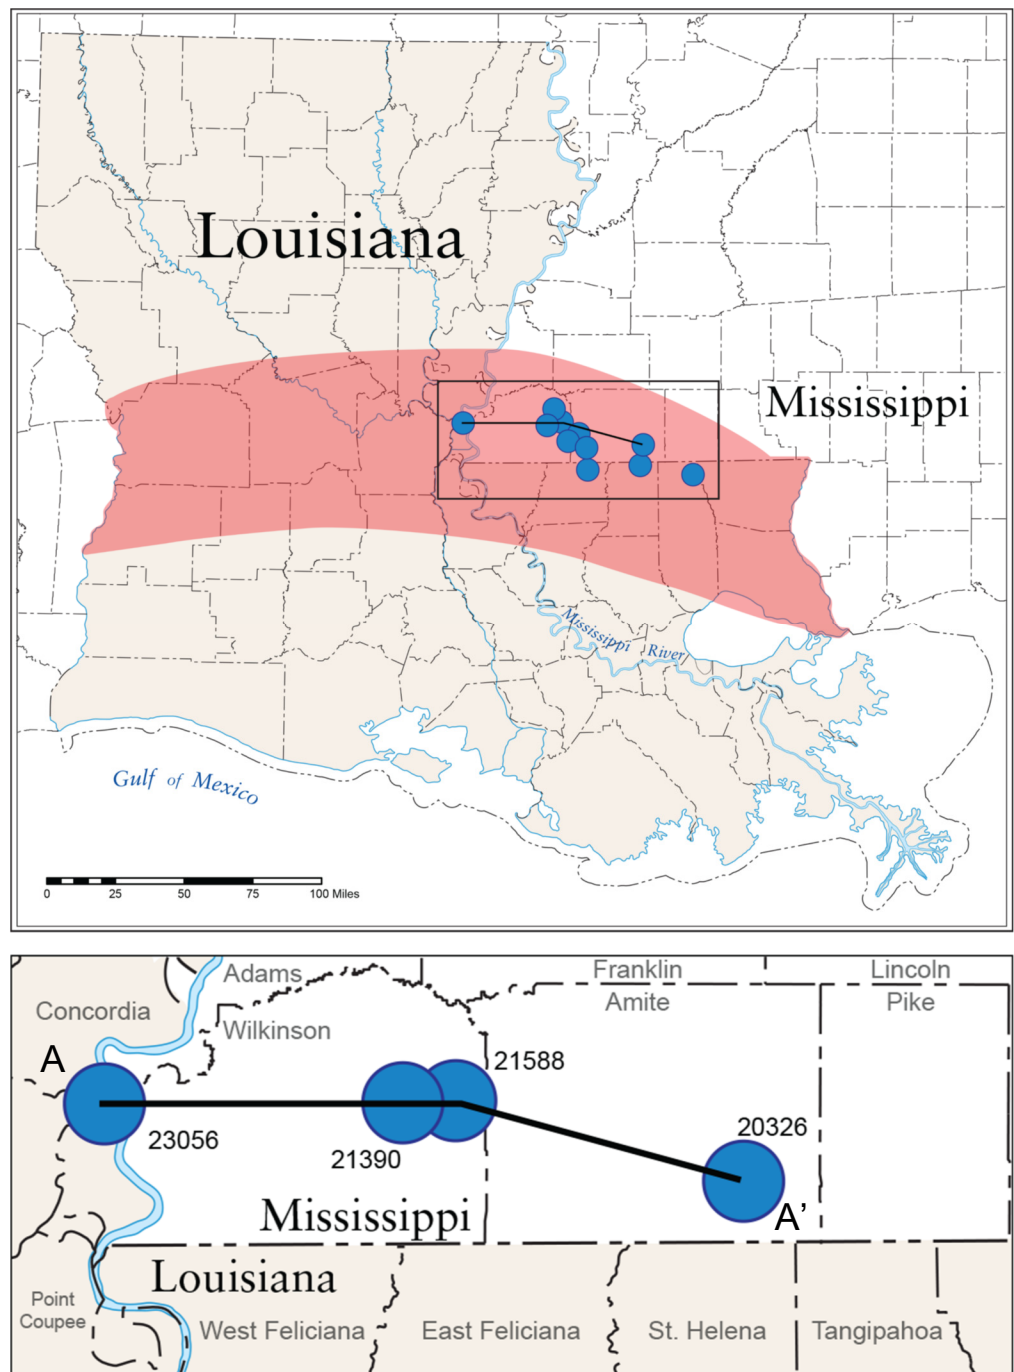 Louisiana
Mississippi
Mississippi River
Gulf of Mexico
0 25 50 75 100 Miles
Adams
Franklin
Lincoln
Concordia
Amite
Pike
Wilkinson
A
21588
23056
20326
21390
Mississippi
A’
Louisiana
Point
Coupee
West Feliciana
East Feliciana
St. Helena
Tangipahoa